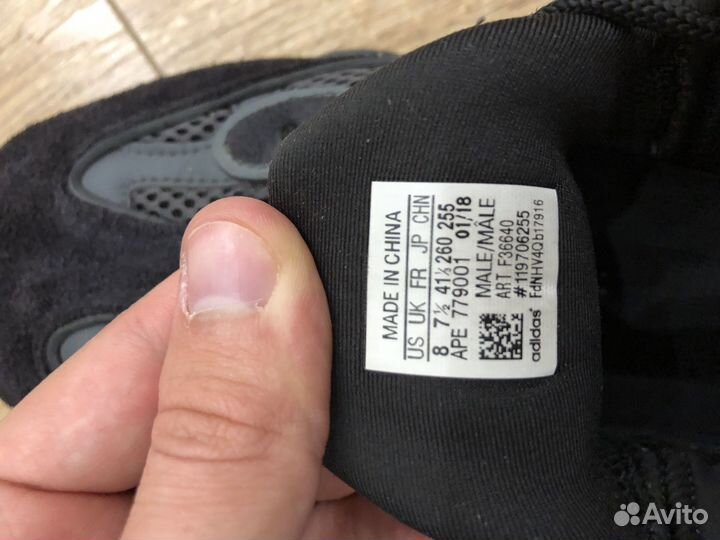 MADE IN CHINA
US UK FR JP CHN
8 7½ 41⅓ 260 255
APE 779001 01/18
MALE/MALE
ART F36640
#119706255
adidas FdNHV4Qb17916
Avito